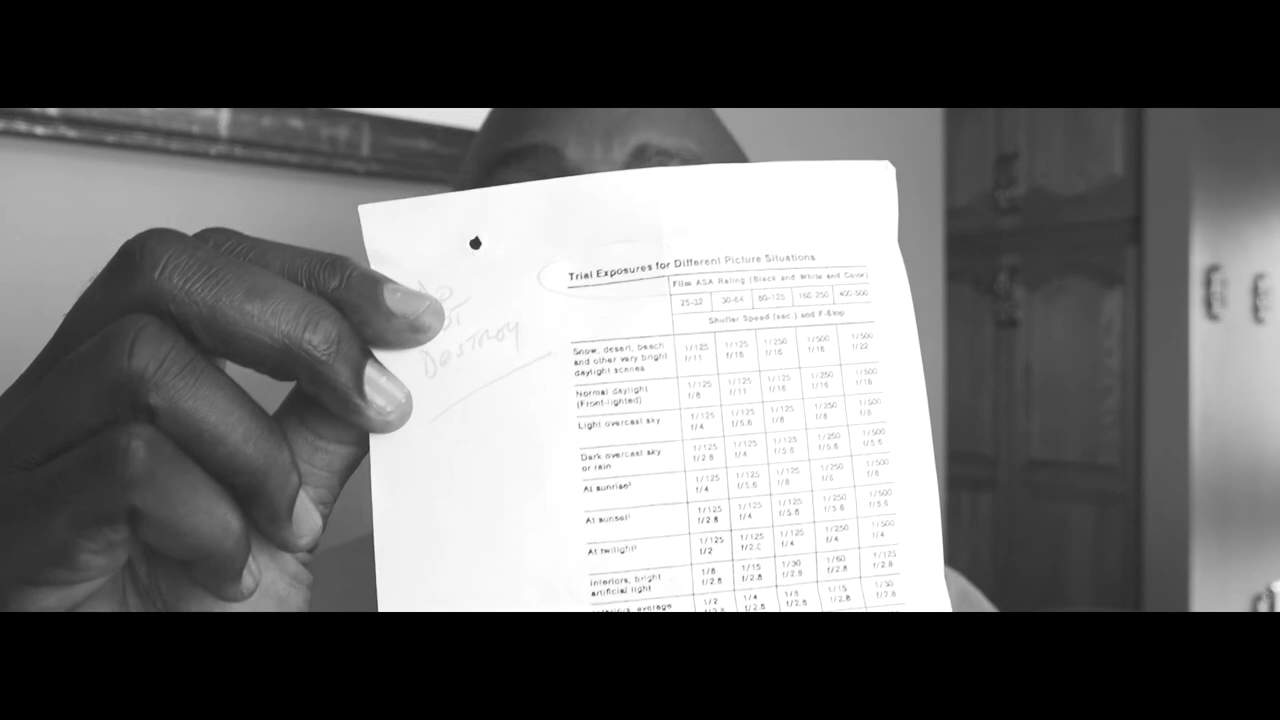 Trial Exposures for Different Picture Situations
Film ASA Rating (Black and White and Color)
25-32 30-64 80-125 160-250 400-500
Shutter Speed (sec.) and F-Stop
DO
NOT
DESTROY
Snow, desert, beach 1/125 1/125 1/250 1/500 1/500
and other very bright f/11 f/16 f/16 f/16 f/22
daylight scenes
Normal daylight 1/125 1/125 1/125 1/250 1/500
(Front-lighted) f/8 f/11 f/16 f/16 f/16
Light overcast sky 1/125 1/125 1/125 1/250 1/500
f/4 f/5.6 f/8 f/8 f/8
Dark overcast sky 1/125 1/125 1/125 1/250 1/500
or rain f/2.8 f/4 f/5.6 f/5.6 f/5.6
At sunrise¹ 1/125 1/125 1/125 1/250 1/500
f/4 f/5.6 f/8 f/8 f/8
At sunset¹ 1/125 1/125 1/125 1/250 1/500
f/2.8 f/4 f/5.6 f/5.6 f/5.6
At twilight¹ 1/125 1/125 1/125 1/250 1/500
f/2 f/2.8 f/4 f/4 f/4
Interiors, bright 1/8 1/15 1/30 1/60 1/125
artificial light f/2.8 f/2.8 f/2.8 f/2.8 f/2.8
Interiors, average 1/2 1/4 1/8 1/15 1/30
f/2.8 f/2.8 f/2.8 f/2.8 f/2.8